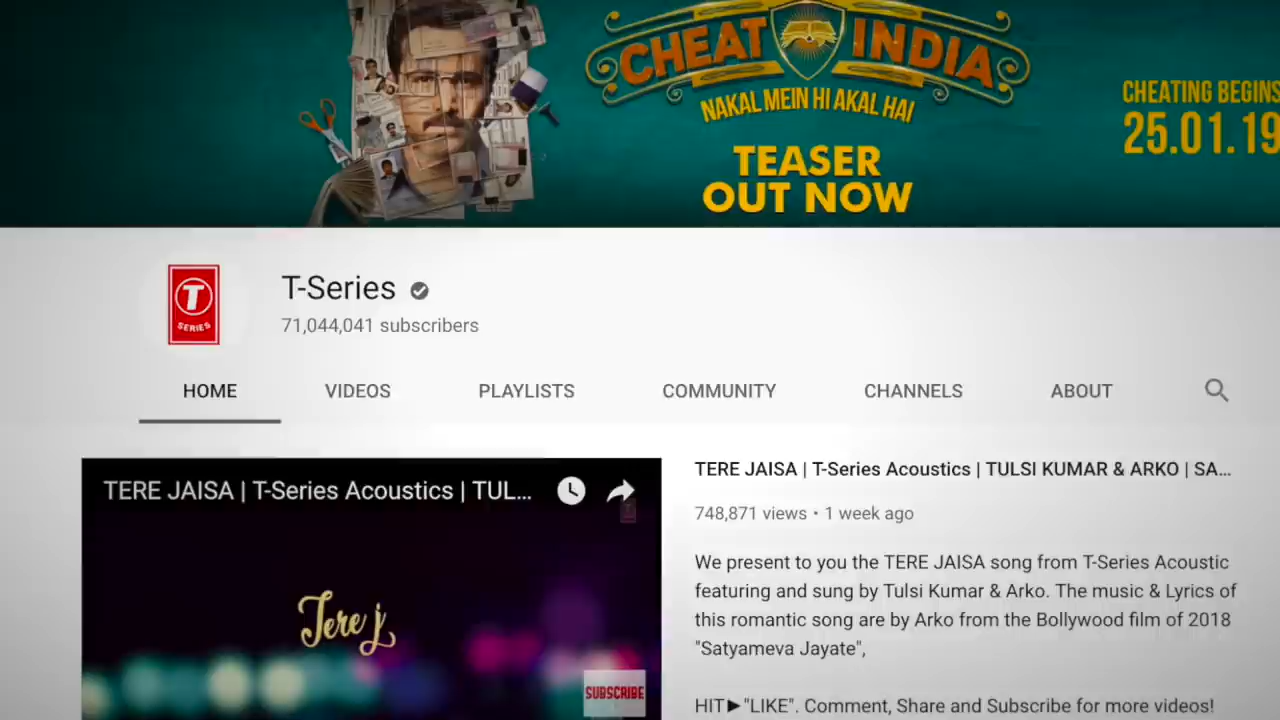 CHEAT INDIA
NAKAL MEIN HI AKAL HAI
TEASER
OUT NOW
CHEATING BEGINS
25.01.19
T
SERIES
T-Series
71,044,041 subscribers
HOME VIDEOS PLAYLISTS COMMUNITY CHANNELS ABOUT
TERE JAISA | T-Series Acoustics | TUL...
Tere j
SUBSCRIBE
TERE JAISA | T-Series Acoustics | TULSI KUMAR & ARKO | SA...
748,871 views • 1 week ago
We present to you the TERE JAISA song from T-Series Acoustic
featuring and sung by Tulsi Kumar & Arko. The music & Lyrics of
this romantic song are by Arko from the Bollywood film of 2018
"Satyameva Jayate",
HIT►"LIKE". Comment, Share and Subscribe for more videos!